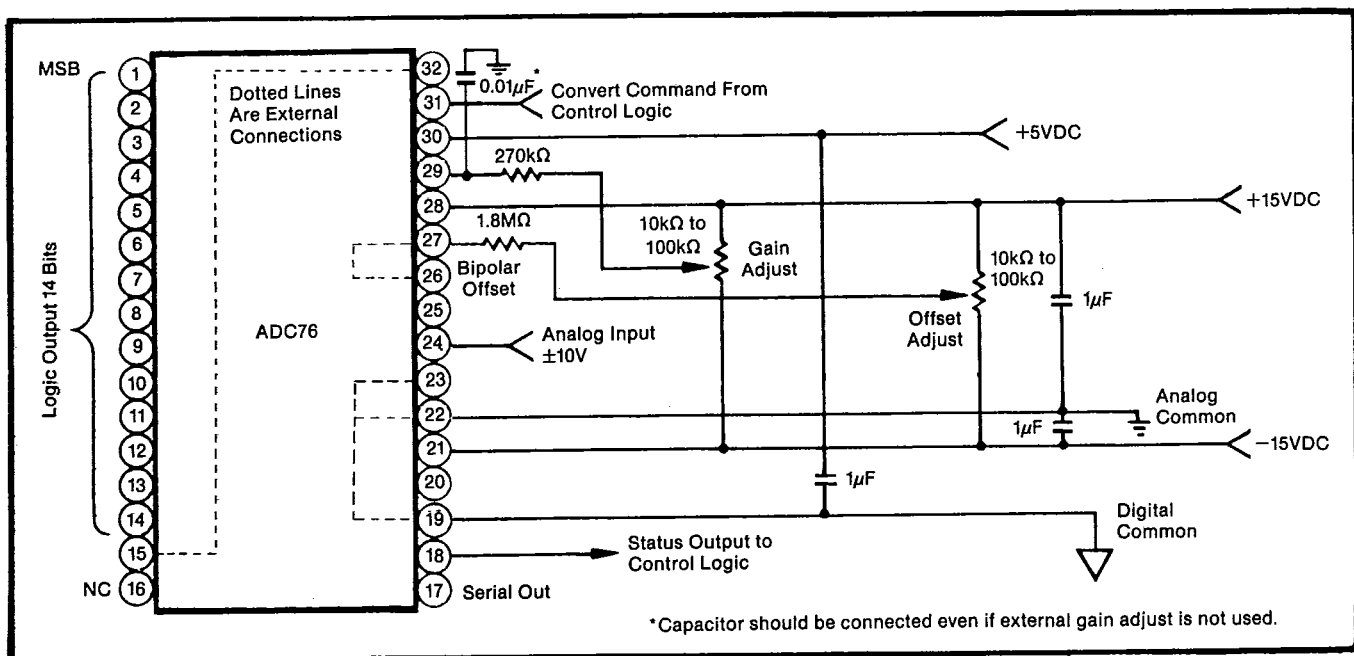 MSB
Logic Output 14 Bits
NC
1
2
3
4
5
6
7
8
9
10
11
12
13
14
15
16
Dotted Lines
Are External
Connections
ADC76
32
31
30
29
28
27
26
25
24
23
22
21
20
19
18
17
0.01µF*
Convert Command From
Control Logic
+5VDC
270kΩ
+15VDC
1.8MΩ
10kΩ to
100kΩ
Gain
Adjust
10kΩ to
100kΩ
Offset
Adjust
1µF
Bipolar
Offset
Analog Input
±10V
Analog
Common
1µF
−15VDC
1µF
Digital
Common
Status Output to
Control Logic
Serial Out
*Capacitor should be connected even if external gain adjust is not used.